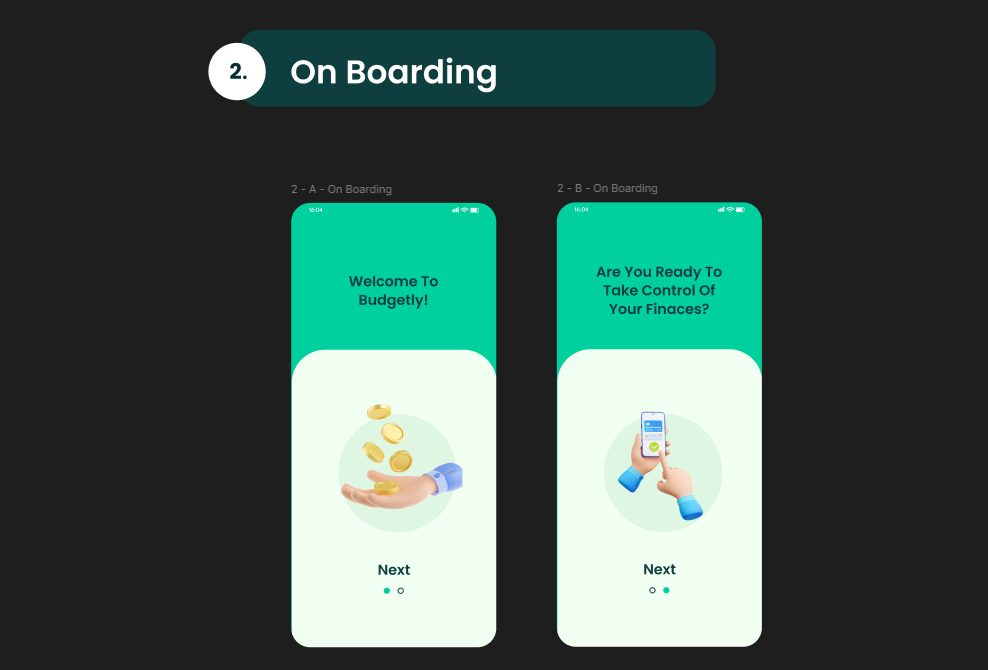 2.
On Boarding
2 - A - On Boarding
16:04
Welcome To
Budgetly!
Next
2 - B - On Boarding
16:04
Are You Ready To
Take Control Of
Your Finaces?
Next